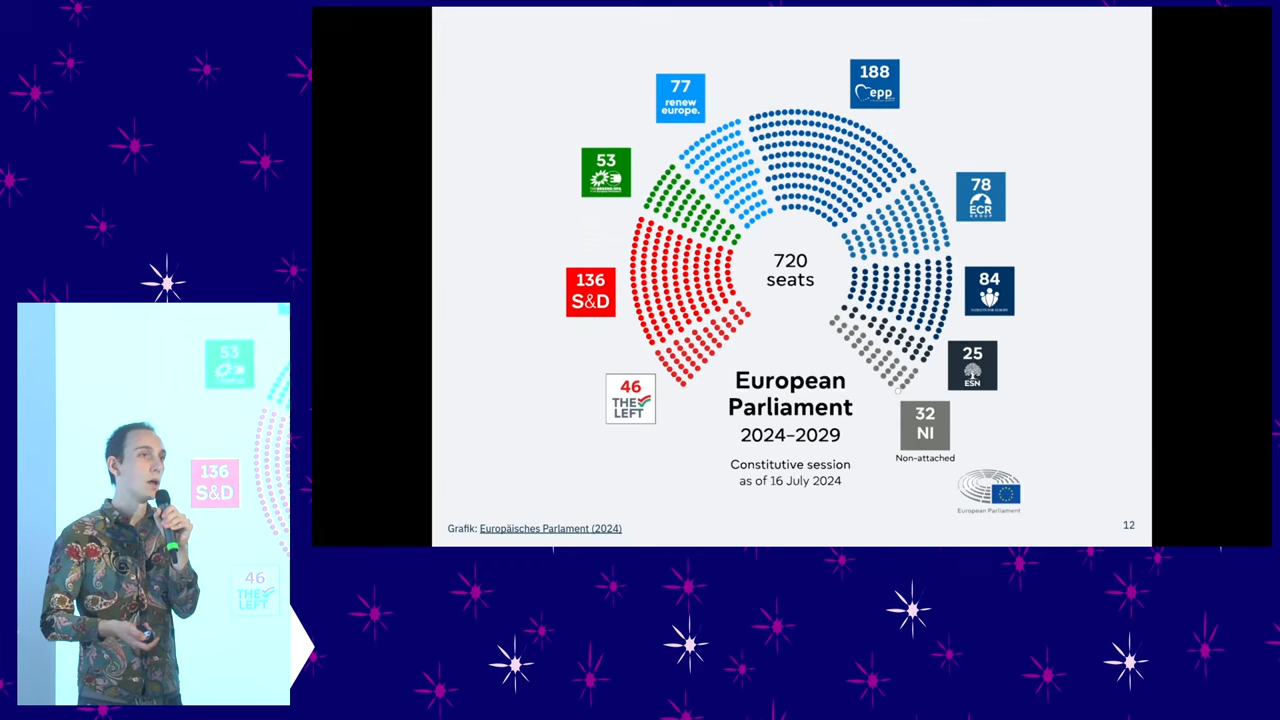 188
epp
77
renew
europe.
53
78
ECR
GROUP
136
S&D
720
seats
84
25
ESN
46
THE
LEFT
European
Parliament
2024–2029
Constitutive session
as of 16 July 2024
32
NI
Non-attached
European Parliament
Grafik: Europäisches Parlament (2024)
12
53
136
S&D
46
THE
LEFT